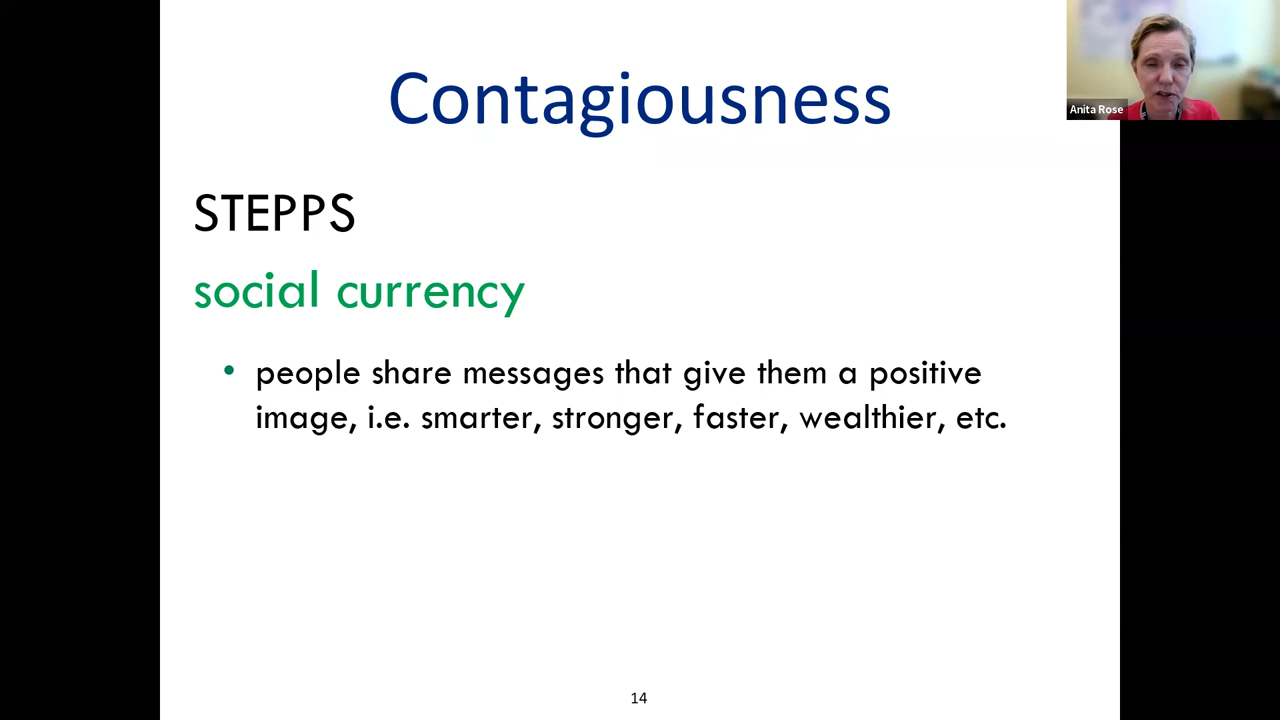 Contagiousness
Anita Rose
STEPPS
social currency
• people share messages that give them a positive
image, i.e. smarter, stronger, faster, wealthier, etc.
14